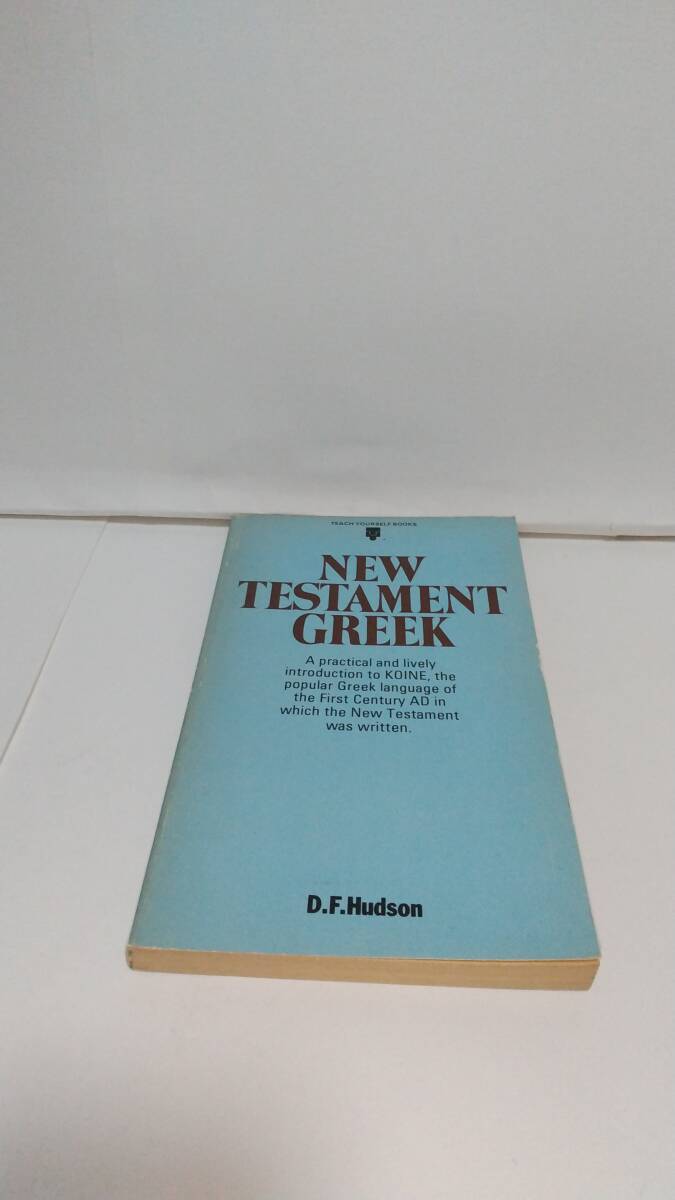 TEACH YOURSELF BOOKS
NEW
TESTAMENT
GREEK
A practical and lively
introduction to KOINE, the
popular Greek language of
the First Century AD in
which the New Testament
was written.
D.F.Hudson